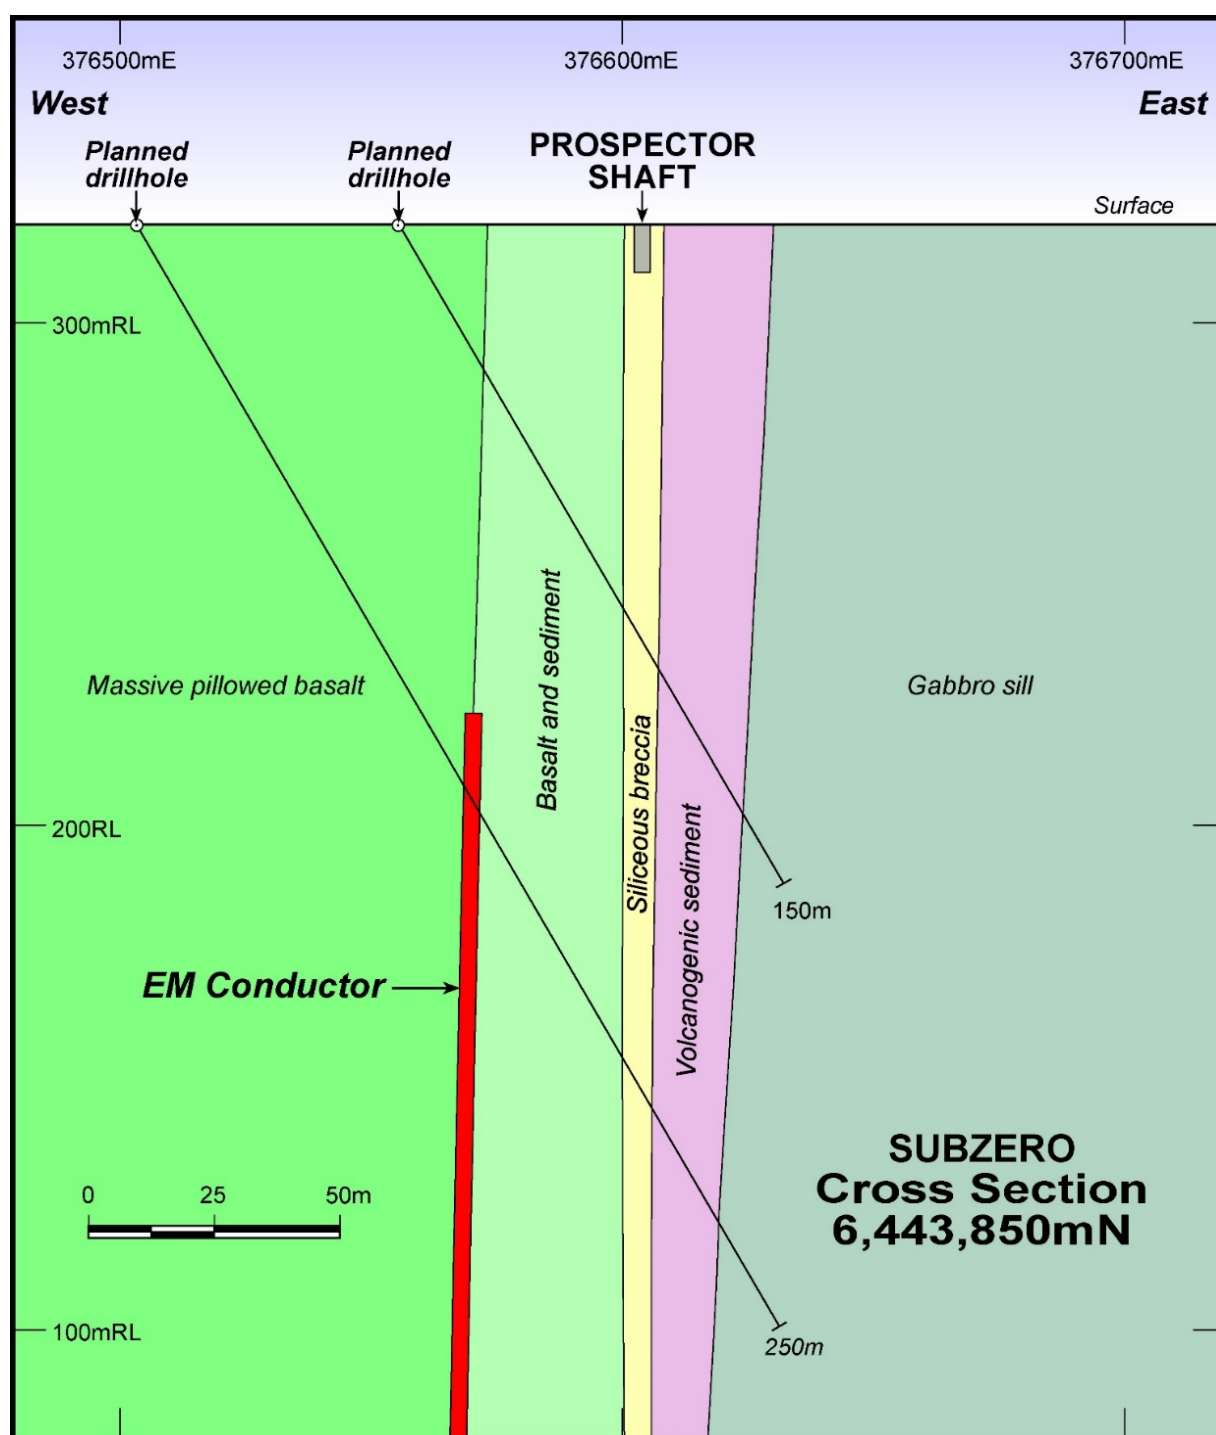 376500mE
376600mE
376700mE
West
East
Planned
drillhole
Planned
drillhole
PROSPECTOR
SHAFT
Surface
300mRL
Basalt and sediment
Massive pillowed basalt
Gabbro sill
Siliceous breccia
Volcanogenic sediment
200RL
150m
EM Conductor
SUBZERO
Cross Section
6,443,850mN
0 25 50m
100mRL
250m